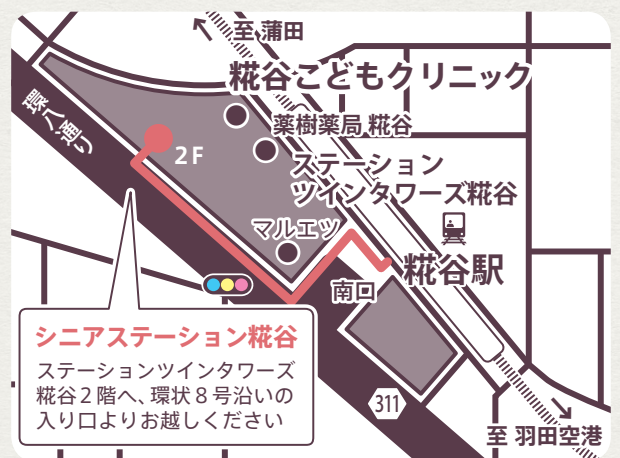 至 蒲田
糀谷こどもクリニック
薬樹薬局 糀谷
環八通り
2F
ステーション
ツインタワーズ糀谷
マルエツ
糀谷駅
南口
シニアステーション糀谷
ステーションツインタワーズ
糀谷2階へ、環状8号沿いの
入り口よりお越しください
311
至 羽田空港